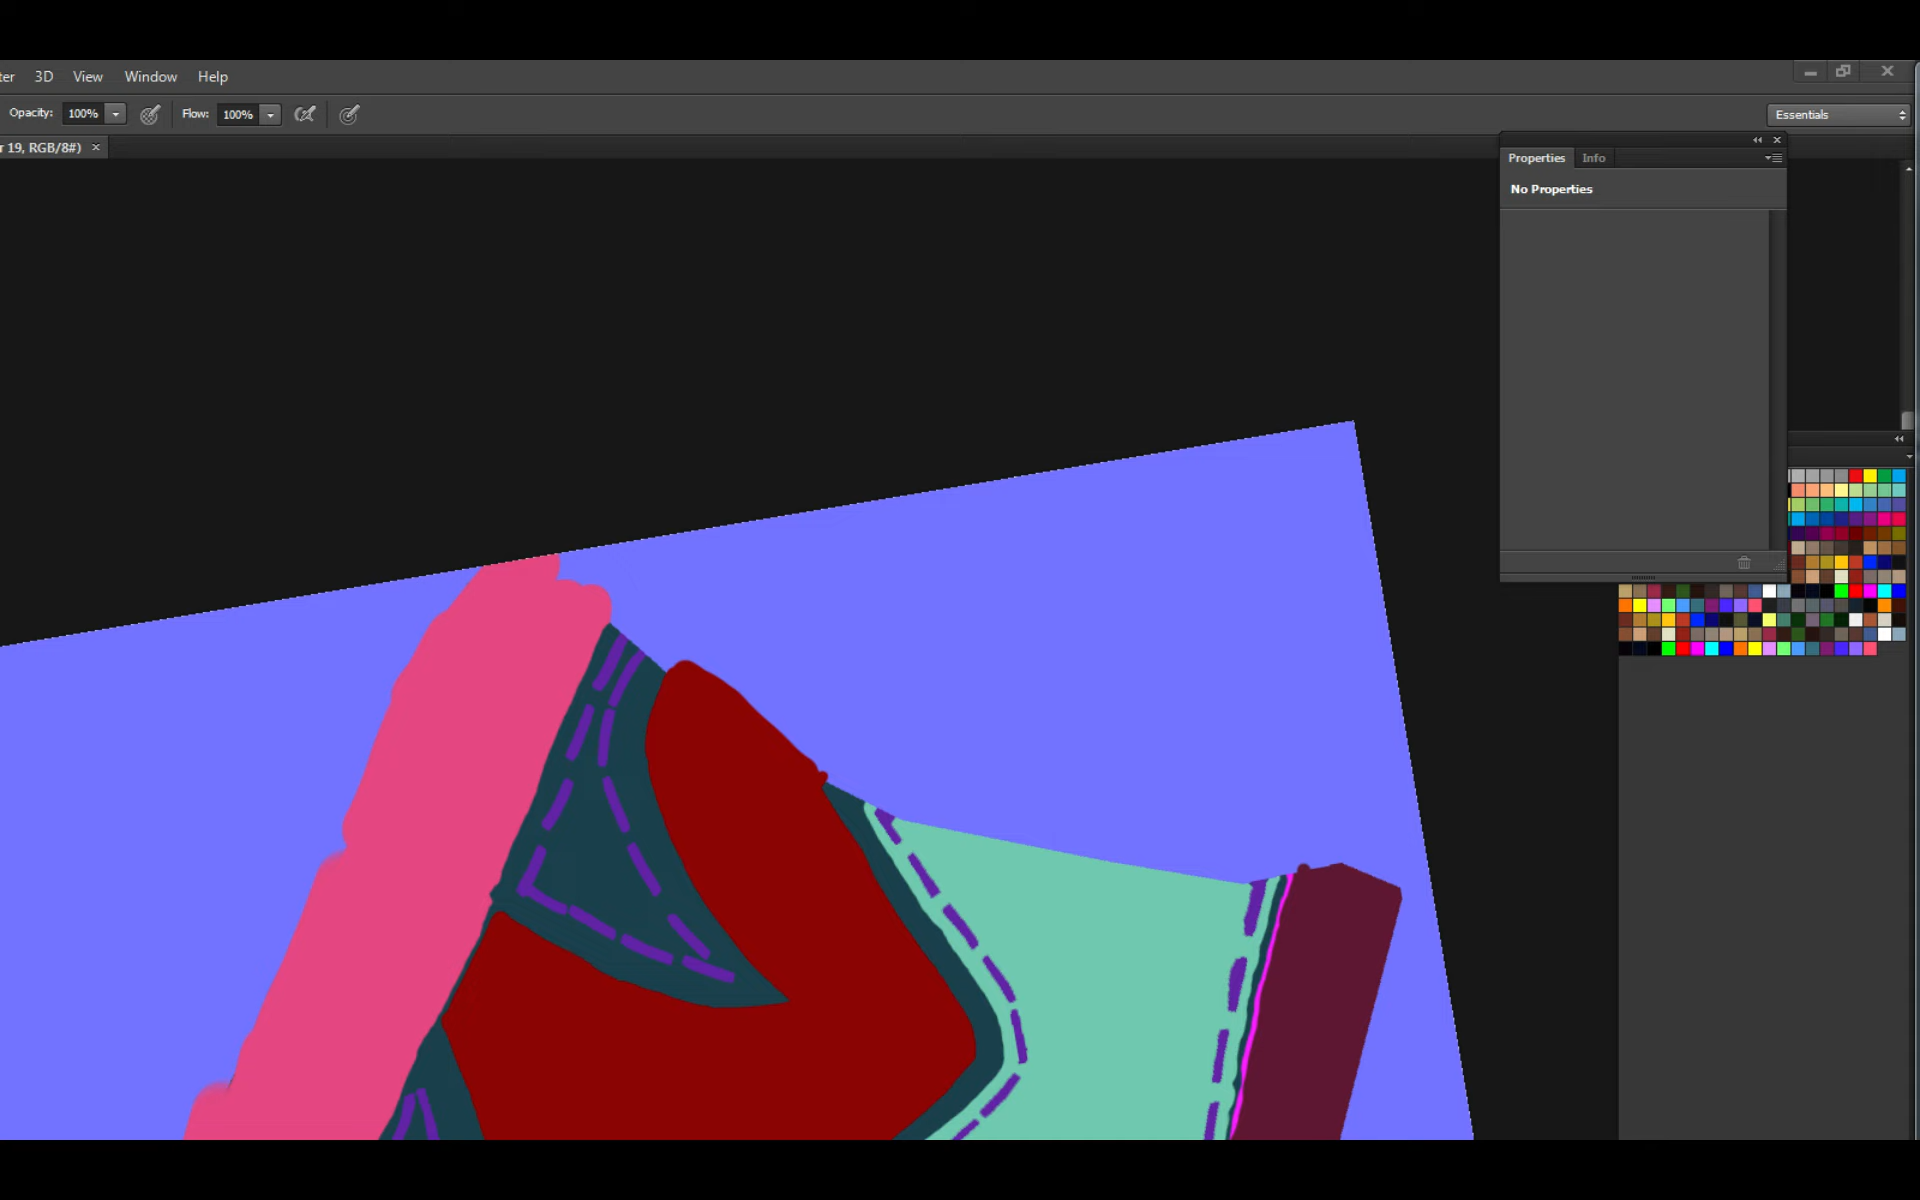 ter 3D View Window Help
Opacity: 100% Flow: 100% Essentials
r 19, RGB/8#) ×
Properties Info
No Properties